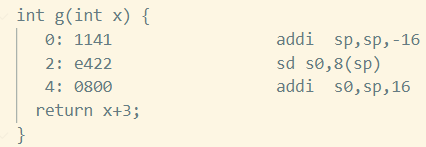 int g(int x) {
0: 1141 addi sp,sp,-16
2: e422 sd s0,8(sp)
4: 0800 addi s0,sp,16
return x+3;
}